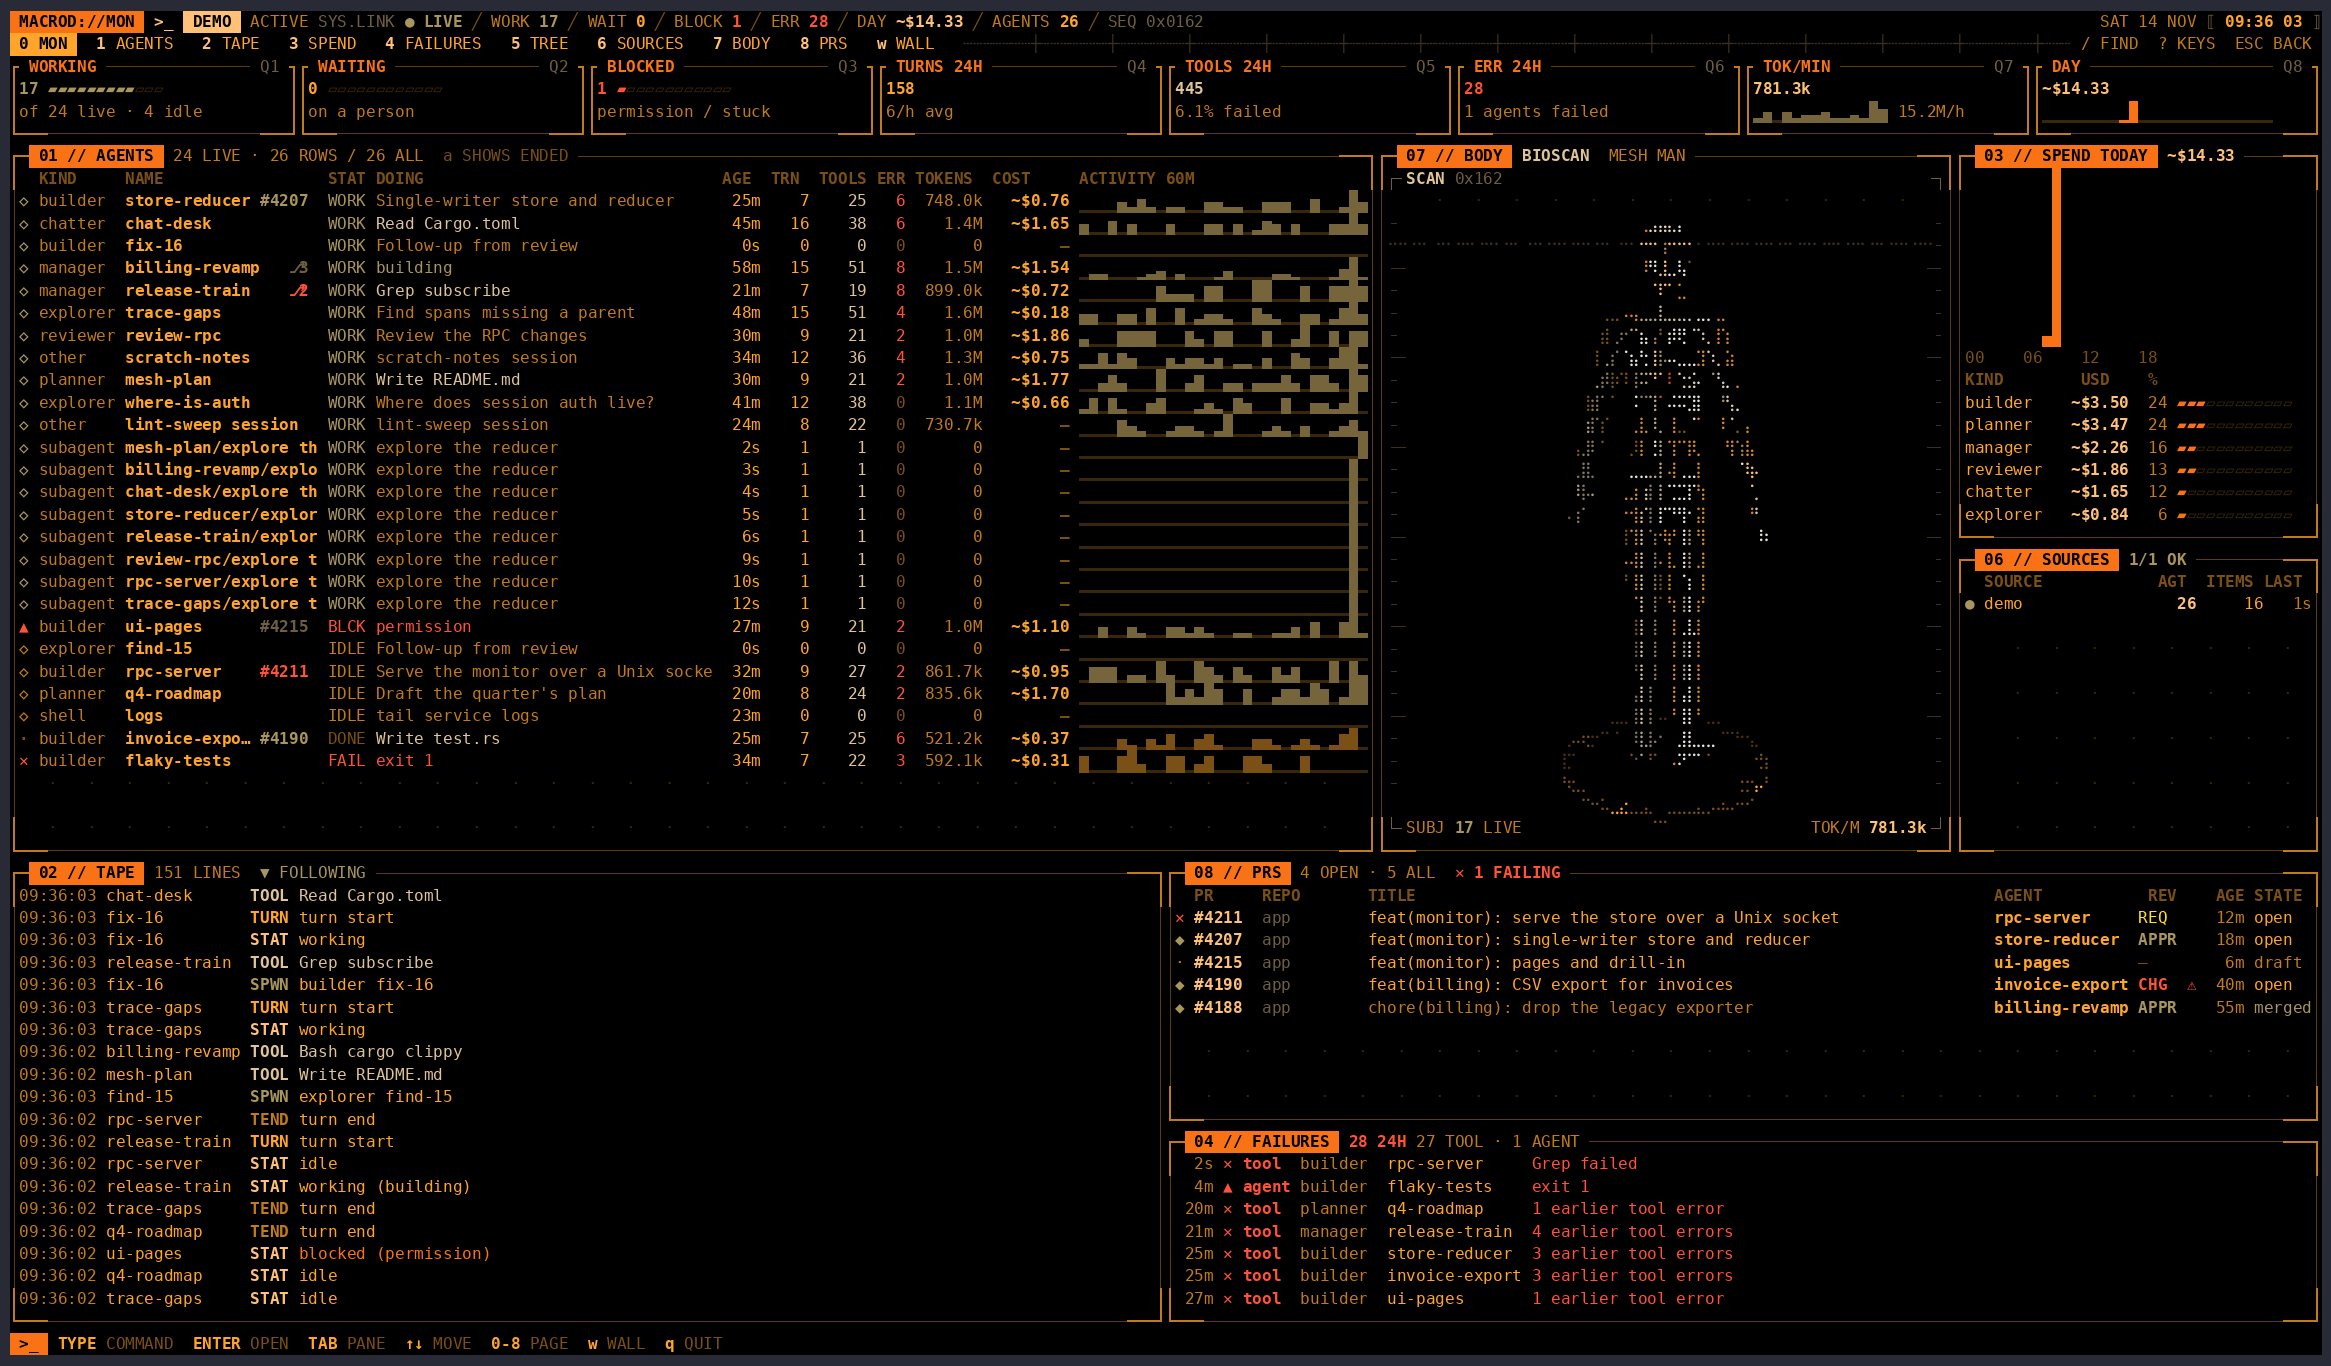 MACROD://MON >_ DEMO ACTIVE SYS.LINK ● LIVE / WORK 17 / WAIT 0 / BLOCK 1 / ERR 28 / DAY ~$14.33 / AGENTS 26 / SEQ 0x0162 SAT 14 NOV 〚 09:36 03 〛
0 MON 1 AGENTS 2 TAPE 3 SPEND 4 FAILURES 5 TREE 6 SOURCES 7 BODY 8 PRS w WALL / FIND ? KEYS ESC BACK
WORKING Q1 WAITING Q2 BLOCKED Q3 TURNS 24H Q4 TOOLS 24H Q5 ERR 24H Q6 TOK/MIN Q7 DAY Q8
17 0 1 158 445 28 781.3k ~$14.33
of 24 live · 4 idle on a person permission / stuck 6/h avg 6.1% failed 1 agents failed 15.2M/h
01 // AGENTS 24 LIVE · 26 ROWS / 26 ALL a SHOWS ENDED
KIND NAME STAT DOING AGE TRN TOOLS ERR TOKENS COST ACTIVITY 60M
◇ builder store-reducer #4207 WORK Single-writer store and reducer 25m 7 25 6 748.0k ~$0.76
◇ chatter chat-desk WORK Read Cargo.toml 45m 16 38 6 1.4M ~$1.65
◇ builder fix-16 WORK Follow-up from review 0s 0 0 0 0 —
◇ manager billing-revamp ⎇3 WORK building 58m 15 51 8 1.5M ~$1.54
◇ manager release-train ⎇2 WORK Grep subscribe 21m 7 19 8 899.0k ~$0.72
◇ explorer trace-gaps WORK Find spans missing a parent 48m 15 51 4 1.6M ~$0.18
◇ reviewer review-rpc WORK Review the RPC changes 30m 9 21 2 1.0M ~$1.86
◇ other scratch-notes WORK scratch-notes session 34m 12 36 4 1.3M ~$0.75
◇ planner mesh-plan WORK Write README.md 30m 9 21 2 1.0M ~$1.77
◇ explorer where-is-auth WORK Where does session auth live? 41m 12 38 0 1.1M ~$0.66
◇ other lint-sweep session WORK lint-sweep session 24m 8 22 0 730.7k —
◇ subagent mesh-plan/explore th WORK explore the reducer 2s 1 1 0 0 —
◇ subagent billing-revamp/explo WORK explore the reducer 3s 1 1 0 0 —
◇ subagent chat-desk/explore th WORK explore the reducer 4s 1 1 0 0 —
◇ subagent store-reducer/explor WORK explore the reducer 5s 1 1 0 0 —
◇ subagent release-train/explor WORK explore the reducer 6s 1 1 0 0 —
◇ subagent review-rpc/explore t WORK explore the reducer 9s 1 1 0 0 —
◇ subagent rpc-server/explore t WORK explore the reducer 10s 1 1 0 0 —
◇ subagent trace-gaps/explore t WORK explore the reducer 12s 1 1 0 0 —
▲ builder ui-pages #4215 BLCK permission 27m 9 21 2 1.0M ~$1.10
◇ explorer find-15 IDLE Follow-up from review 0s 0 0 0 0 —
◇ builder rpc-server #4211 IDLE Serve the monitor over a Unix socke 32m 9 27 2 861.7k ~$0.95
◇ planner q4-roadmap IDLE Draft the quarter's plan 20m 8 24 2 835.6k ~$1.70
◇ shell logs IDLE tail service logs 23m 0 0 0 0 —
· builder invoice-expo… #4190 DONE Write test.rs 25m 7 25 6 521.2k ~$0.37
✕ builder flaky-tests FAIL exit 1 34m 7 22 3 592.1k ~$0.31
07 // BODY BIOSCAN MESH MAN
SCAN 0x162
SUBJ 17 LIVE TOK/M 781.3k
03 // SPEND TODAY ~$14.33
00 06 12 18
KIND USD %
builder ~$3.50 24
planner ~$3.47 24
manager ~$2.26 16
reviewer ~$1.86 13
chatter ~$1.65 12
explorer ~$0.84 6
06 // SOURCES 1/1 OK
SOURCE AGT ITEMS LAST
● demo 26 16 1s
02 // TAPE 151 LINES ▼ FOLLOWING
09:36:03 chat-desk TOOL Read Cargo.toml
09:36:03 fix-16 TURN turn start
09:36:03 fix-16 STAT working
09:36:03 release-train TOOL Grep subscribe
09:36:03 fix-16 SPWN builder fix-16
09:36:03 trace-gaps TURN turn start
09:36:03 trace-gaps STAT working
09:36:02 billing-revamp TOOL Bash cargo clippy
09:36:02 mesh-plan TOOL Write README.md
09:36:02 find-15 SPWN explorer find-15
09:36:02 rpc-server TEND turn end
09:36:02 release-train TURN turn start
09:36:02 rpc-server STAT idle
09:36:02 release-train STAT working (building)
09:36:02 trace-gaps TEND turn end
09:36:02 q4-roadmap TEND turn end
09:36:02 ui-pages STAT blocked (permission)
09:36:02 q4-roadmap STAT idle
09:36:02 trace-gaps STAT idle
08 // PRS 4 OPEN · 5 ALL ✕ 1 FAILING
PR REPO TITLE AGENT REV AGE STATE
✕ #4211 app feat(monitor): serve the store over a Unix socket rpc-server REQ 12m open
◆ #4207 app feat(monitor): single-writer store and reducer store-reducer APPR 18m open
· #4215 app feat(monitor): pages and drill-in ui-pages — 6m draft
◆ #4190 app feat(billing): CSV export for invoices invoice-export CHG ⚠ 40m open
◆ #4188 app chore(billing): drop the legacy exporter billing-revamp APPR 55m merged
04 // FAILURES 28 24H 27 TOOL · 1 AGENT
2s ✕ tool builder rpc-server Grep failed
4m ▲ agent builder flaky-tests exit 1
20m ✕ tool planner q4-roadmap 1 earlier tool error
21m ✕ tool manager release-train 4 earlier tool errors
25m ✕ tool builder store-reducer 3 earlier tool errors
25m ✕ tool builder invoice-export 3 earlier tool errors
27m ✕ tool builder ui-pages 1 earlier tool error
>_ TYPE COMMAND ENTER OPEN TAB PANE ↑↓ MOVE 0-8 PAGE w WALL q QUIT